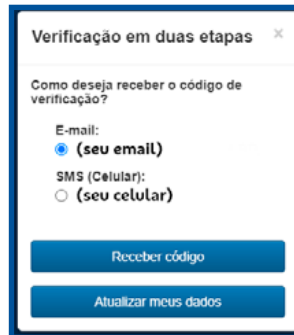 Verificação em duas etapas ×
Como deseja receber o código de
verificação?
E-mail:
(seu email)
SMS (Celular):
(seu celular)
Receber código
Atualizar meus dados